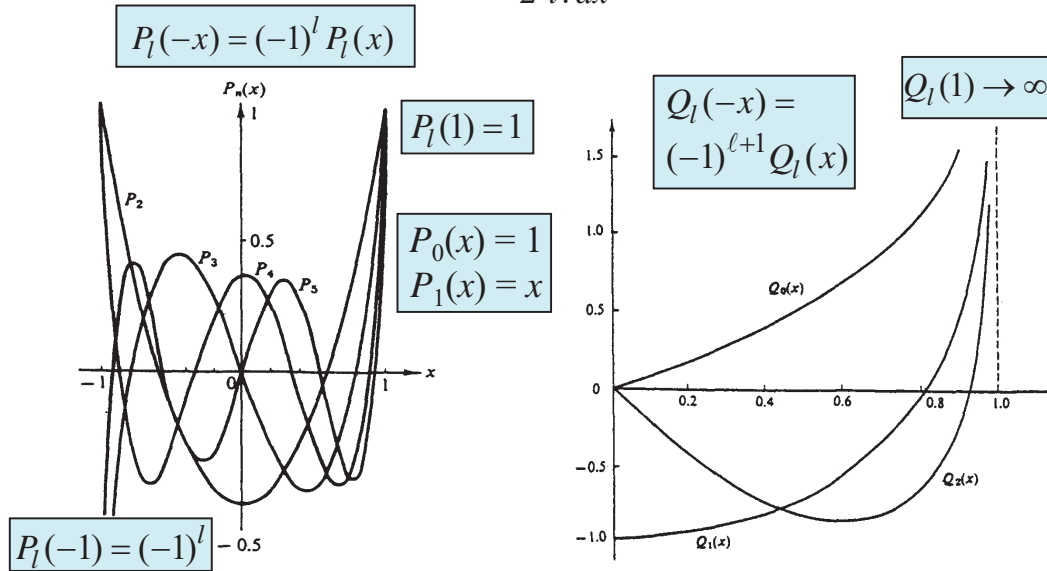 P_l(-x) = (-1)^l P_l(x)
P_n(x)
1
P_l(1) = 1
P_2
0.5
P_3
P_4
P_5
P_0(x) = 1
P_1(x) = x
-1
0
1
x
P_l(-1) = (-1)^l
-0.5
Q_l(-x) =
(-1)^{ℓ+1} Q_l(x)
Q_l(1) → ∞
1.5
1.0
0.5
Q_0(x)
0
0.2
0.4
0.6
0.8
1.0
-0.5
Q_2(x)
-1.0
Q_1(x)